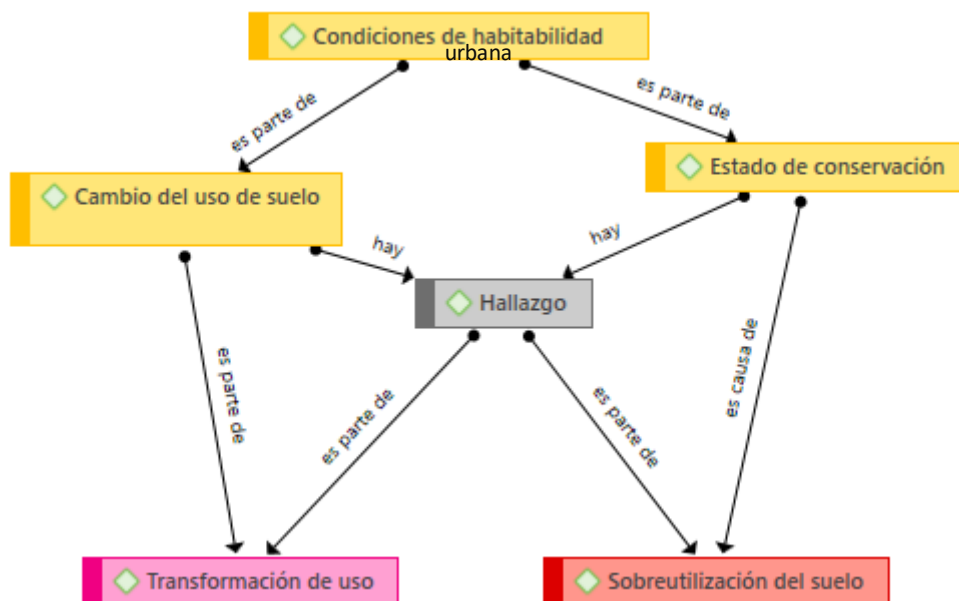 Condiciones de habitabilidad
urbana
es parte de
es parte de
Estado de conservación
Cambio del uso de suelo
hay
hay
Hallazgo
es parte de
es parte de
es parte de
es causa de
Transformación de uso
Sobreutilización del suelo